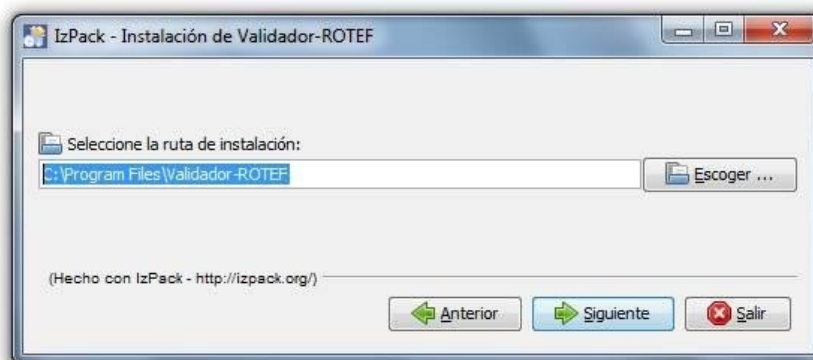 IzPack - Instalación de Validador-ROTEF
Seleccione la ruta de instalación:
C:\Program Files\Validador-ROTEF
Escoger ...
(Hecho con IzPack - http://izpack.org/)
Anterior
Siguiente
Salir